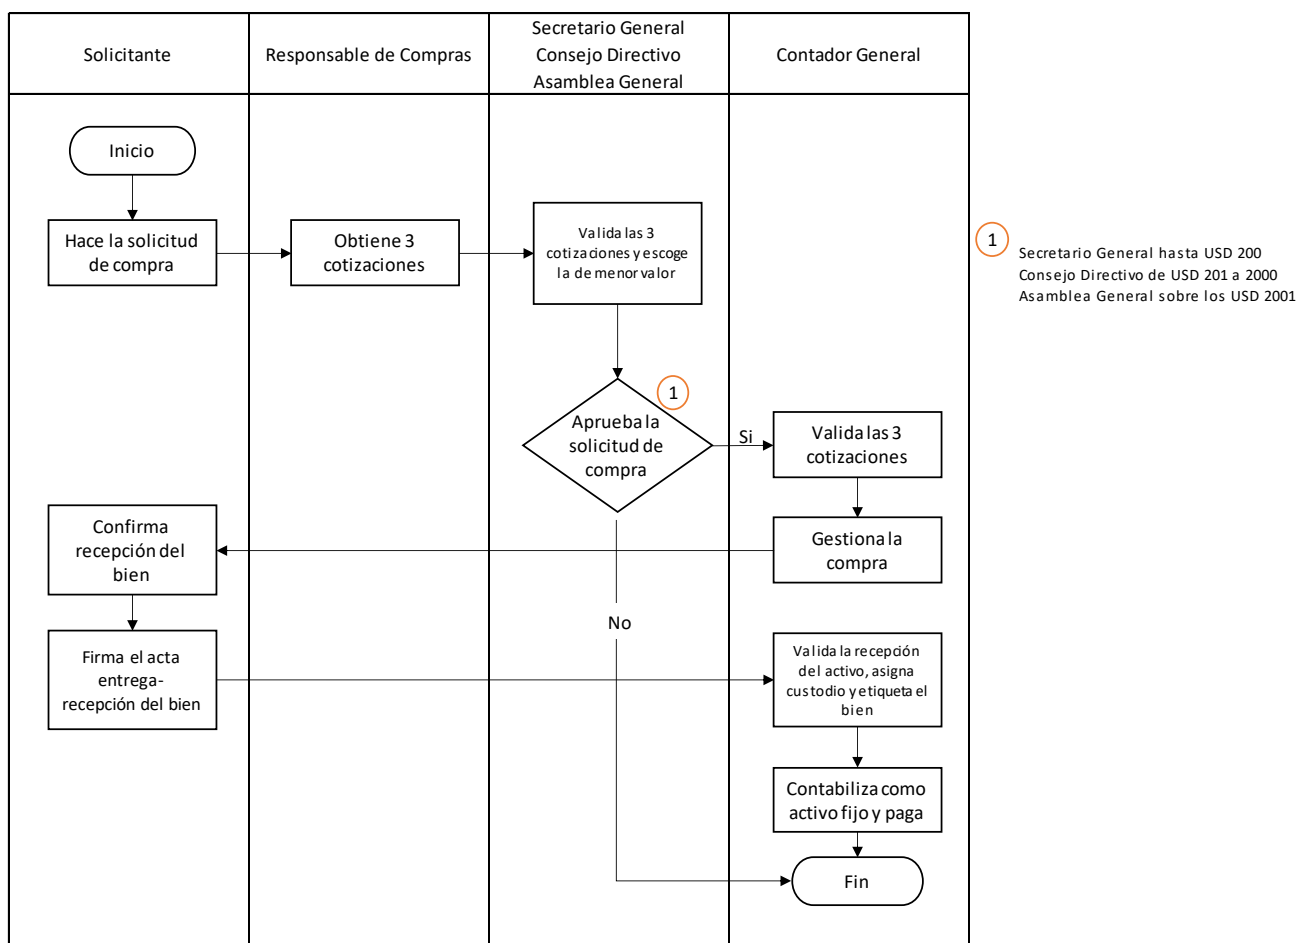 Solicitante
Responsable de Compras
Secretario General
Consejo Directivo
Asamblea General
Contador General
Inicio
Hace la solicitud
de compra
Obtiene 3
cotizaciones
Valida las 3
cotizaciones y escoge
la de menor valor
1
Secretario General hasta USD 200
Consejo Directivo de USD 201 a 2000
Asamblea General sobre los USD 2001
1
Aprueba la
solicitud de
compra
Si
Valida las 3
cotizaciones
Confirma
recepción del
bien
Gestiona la
compra
No
Firma el acta
entrega-
recepción del bien
Valida la recepción
del activo, asigna
custodio y etiqueta el
bien
Contabiliza como
activo fijo y paga
Fin